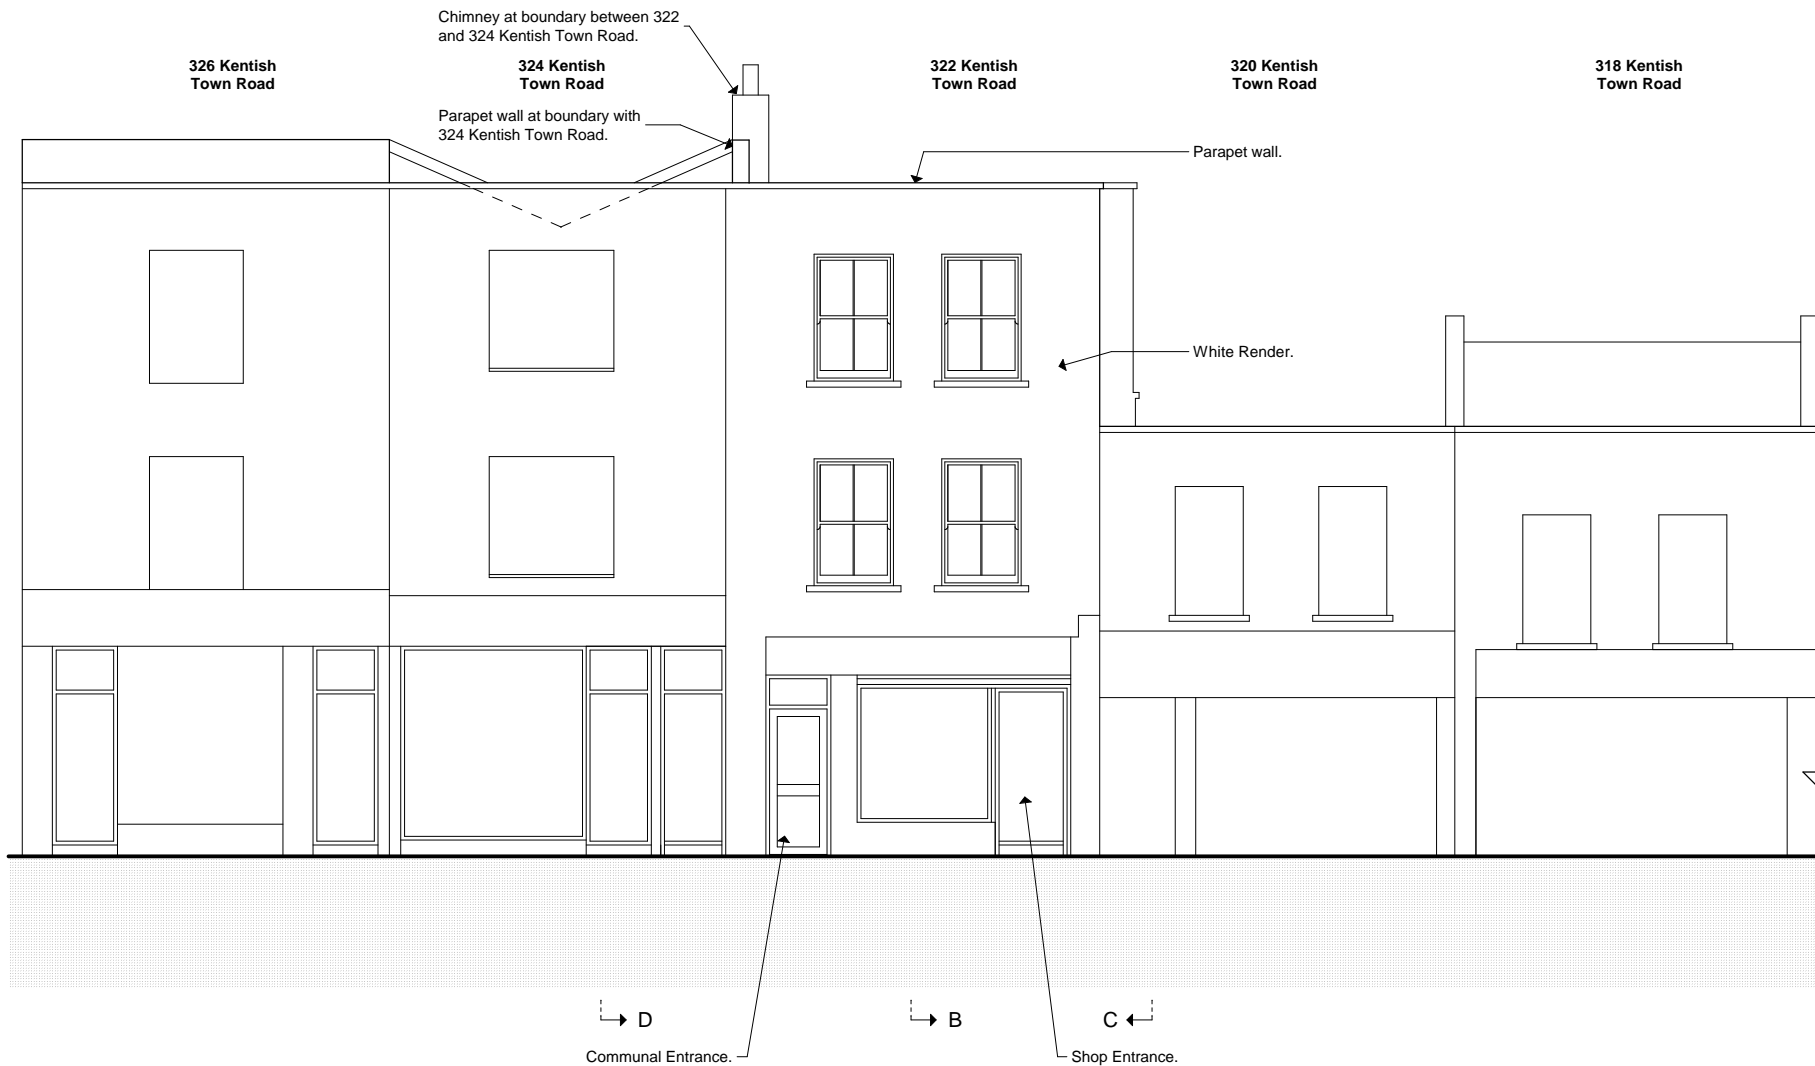 Chimney at boundary between 322
and 324 Kentish Town Road.
326 Kentish
Town Road
324 Kentish
Town Road
322 Kentish
Town Road
320 Kentish
Town Road
318 Kentish
Town Road
Parapet wall at boundary with
324 Kentish Town Road.
Parapet wall.
White Render.
D
B
C
Communal Entrance.
Shop Entrance.